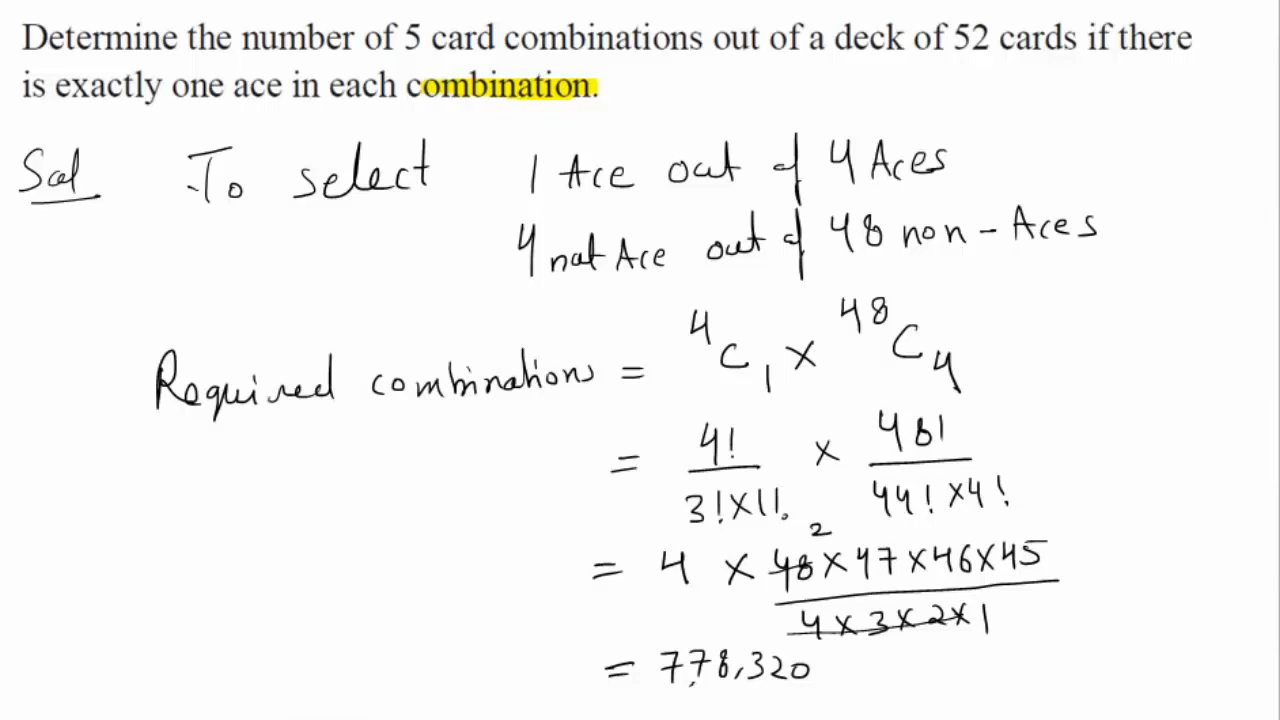 Determine the number of 5 card combinations out of a deck of 52 cards if there
is exactly one ace in each combination.
Sol To select 1 Ace out of 4 Aces
4 not Ace out of 48 non-Aces
Required combinations = ⁴C₁ × ⁴⁸C₄
= 4!/(3!×1!) × 48!/(44!×4!)
2
= 4 × (48×47×46×45)/(4×3×2×1)
= 778,320